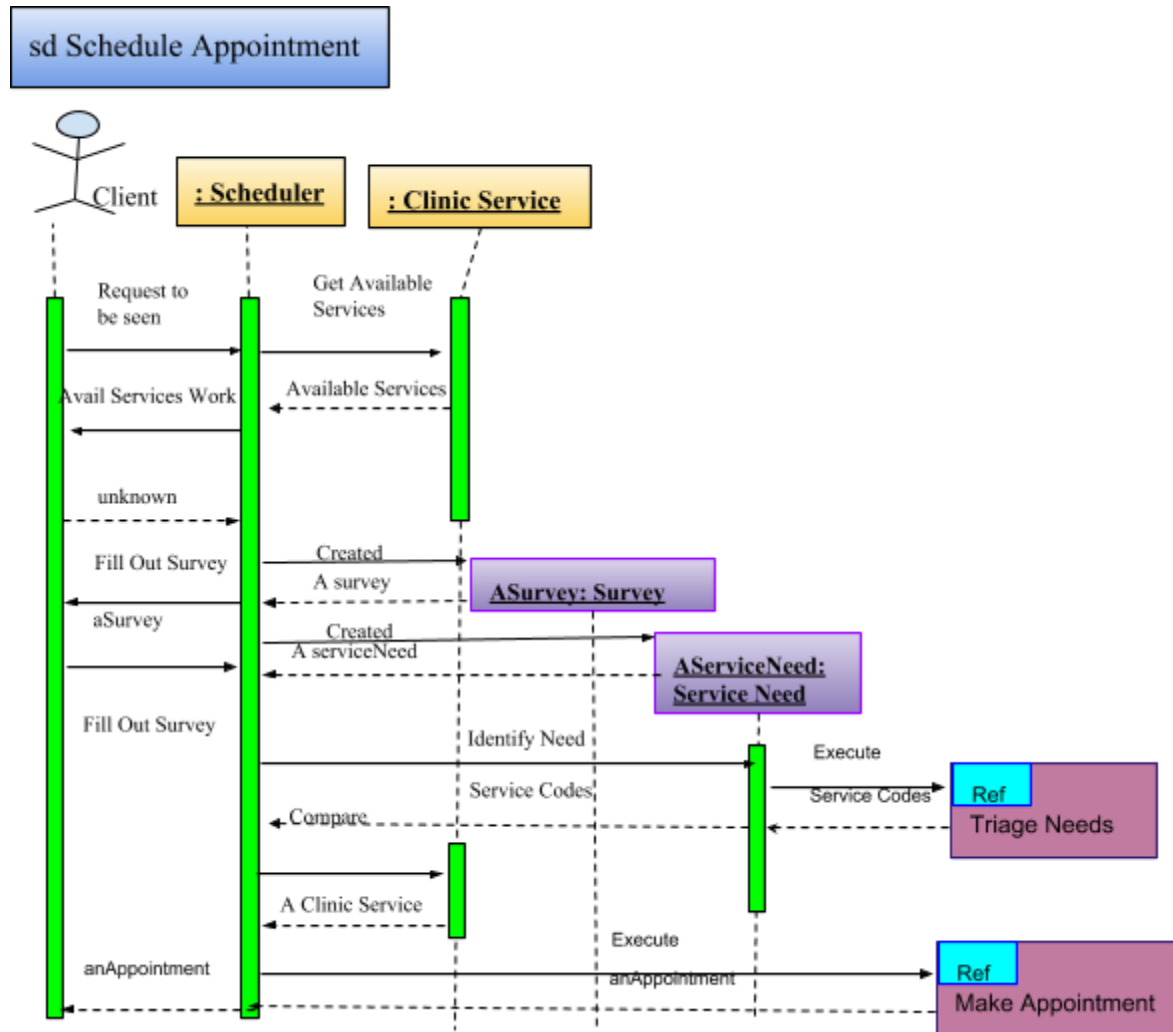 sd Schedule Appointment
Client
: Scheduler
: Clinic Service
Request to
be seen
Get Available
Services
Avail Services Work
Available Services
unknown
Fill Out Survey
Created
A survey
ASurvey: Survey
aSurvey
Created
A serviceNeed
AServiceNeed:
Service Need
Fill Out Survey
Identify Need
Execute
Service Codes
Service Codes
Ref
Triage Needs
Compare
A Clinic Service
Execute
anAppointment
anAppointment
Ref
Make Appointment